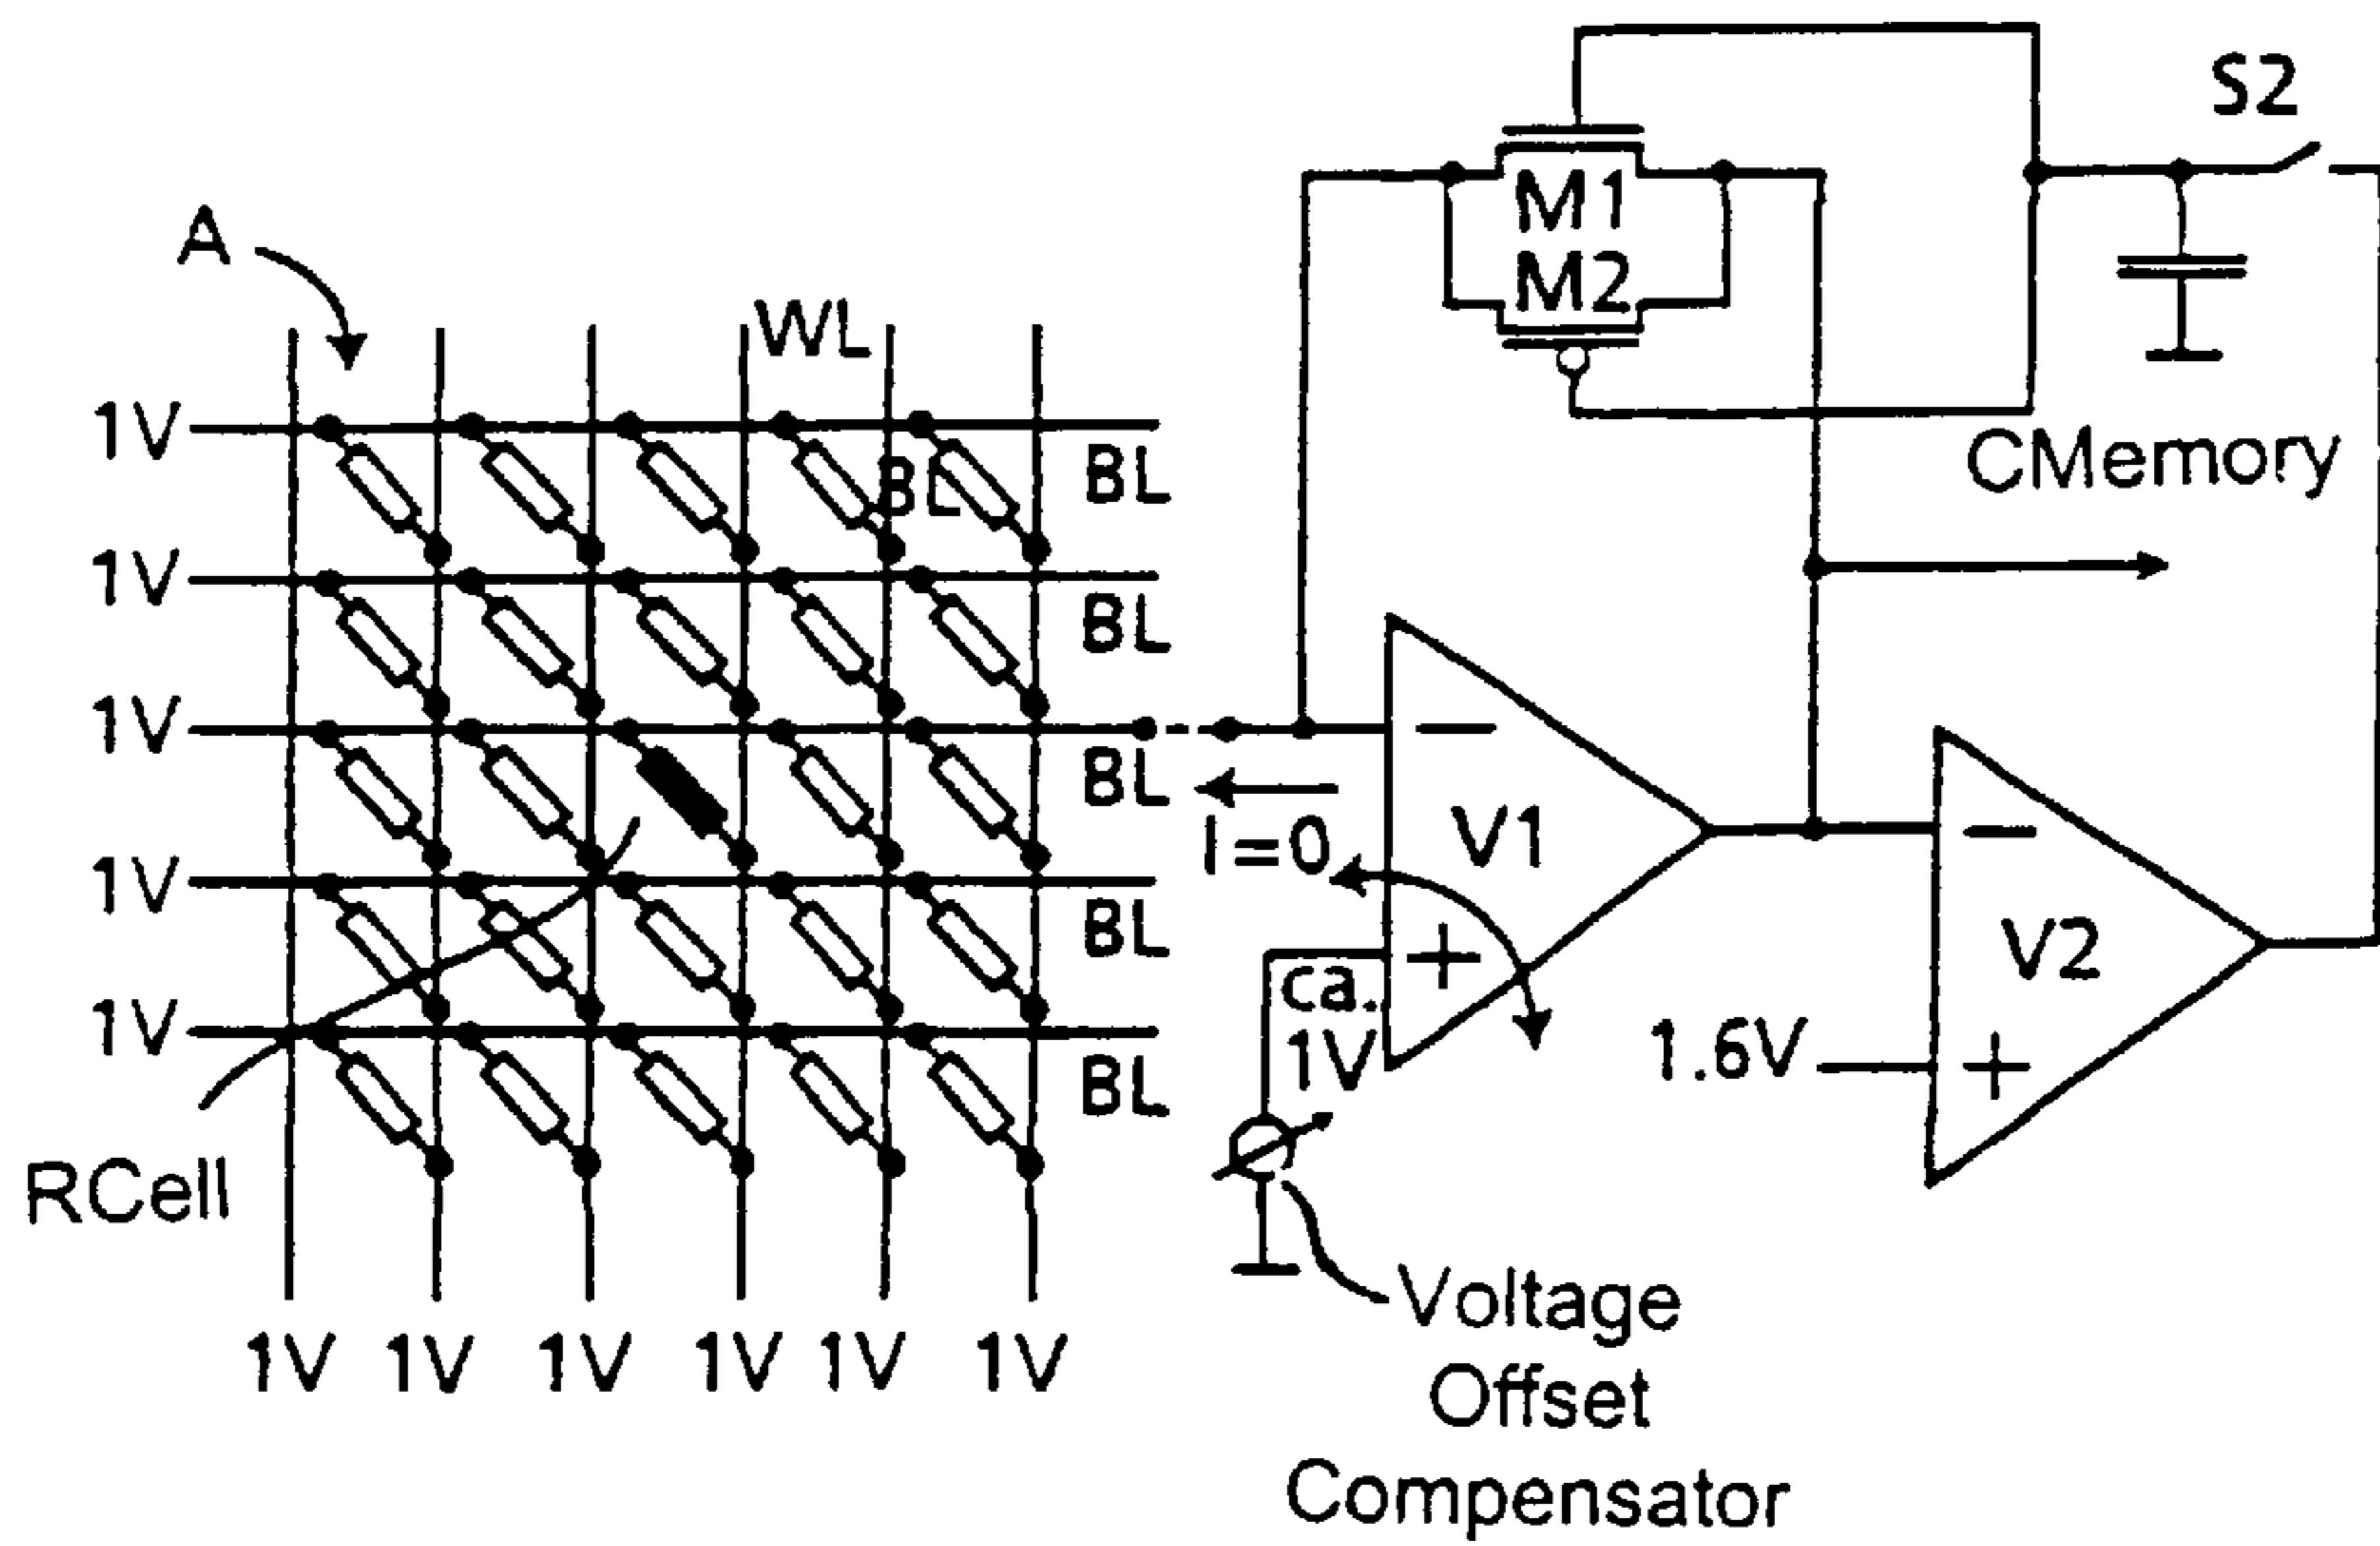 S2
M1
M2
A
WL
1V
BL
BL
CMemory
1V
BL
1V
BL
I=0
V1
−
+
1V
BL
ca.
1V
V2
−
+
1.6V
1V
BL
RCell
1V 1V 1V 1V 1V 1V
Voltage
Offset
Compensator